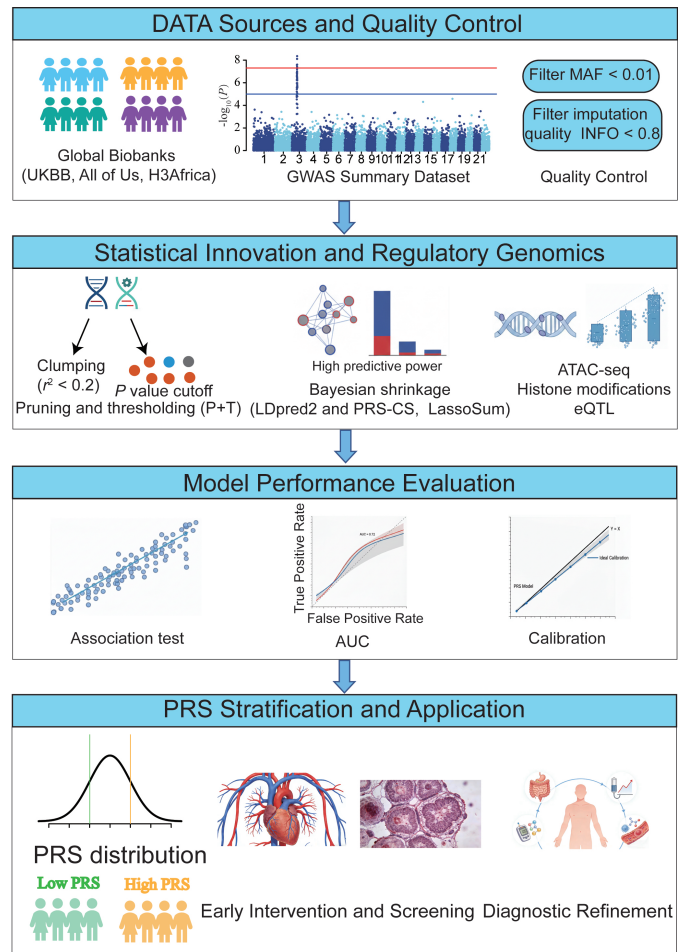 DATA Sources and Quality Control
Global Biobanks
(UKBB, All of Us, H3Africa)
-log₁₀(P)
8
6
4
2
0
1 2 3 4 5 6 7 8 9 10 11 12 13 15 17 19 21
GWAS Summary Dataset
Filter MAF < 0.01
Filter imputation
quality INFO < 0.8
Quality Control
Statistical Innovation and Regulatory Genomics
Clumping
(r² < 0.2)
P value cutoff
Pruning and thresholding (P+T)
High predictive power
Bayesian shrinkage
(LDpred2 and PRS-CS, LassoSum)
ATAC-seq
Histone modifications
eQTL
Model Performance Evaluation
Association test
True Positive Rate
False Positive Rate
AUC
Y = X
Ideal Calibration
PRS Model
Calibration
PRS Stratification and Application
PRS distribution
Low PRS
High PRS
Early Intervention and Screening
Diagnostic Refinement